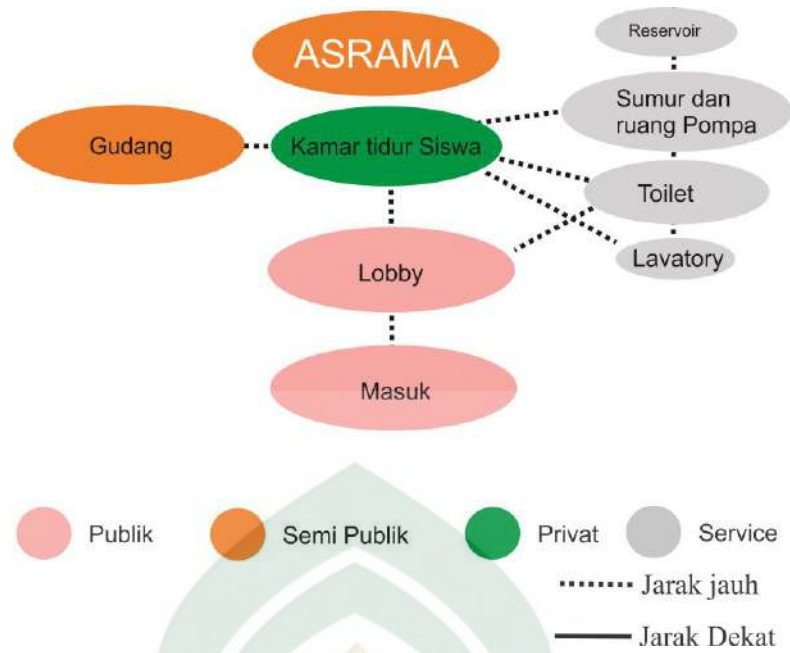 ASRAMA
Reservoir
Sumur dan
ruang Pompa
Gudang
Kamar tidur Siswa
Toilet
Lobby
Lavatory
Masuk
Publik
Semi Publik
Privat
Service
Jarak jauh
Jarak Dekat